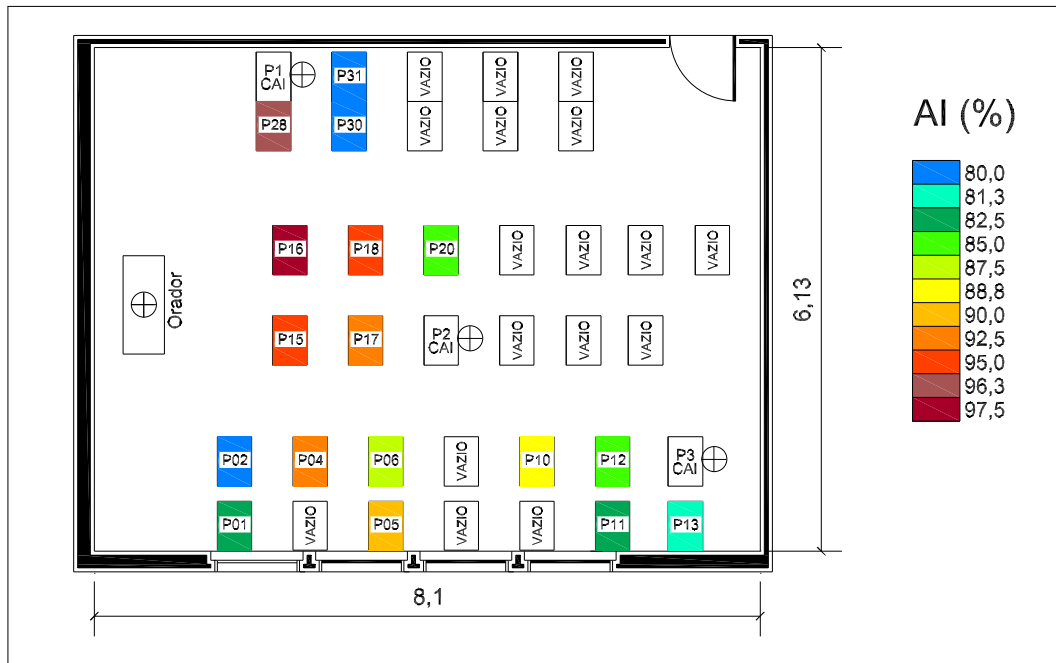 P1
CAI
P31
VAZIO
VAZIO
VAZIO
P28
P30
VAZIO
VAZIO
VAZIO
AI (%)
80,0
81,3
82,5
85,0
87,5
88,8
90,0
92,5
95,0
96,3
97,5
P16
P18
P20
VAZIO
VAZIO
VAZIO
VAZIO
Orador
6,13
P15
P17
P2
CAI
VAZIO
VAZIO
VAZIO
P02
P04
P06
VAZIO
P10
P12
P3
CAI
P01
VAZIO
P05
VAZIO
VAZIO
P11
P13
8,1